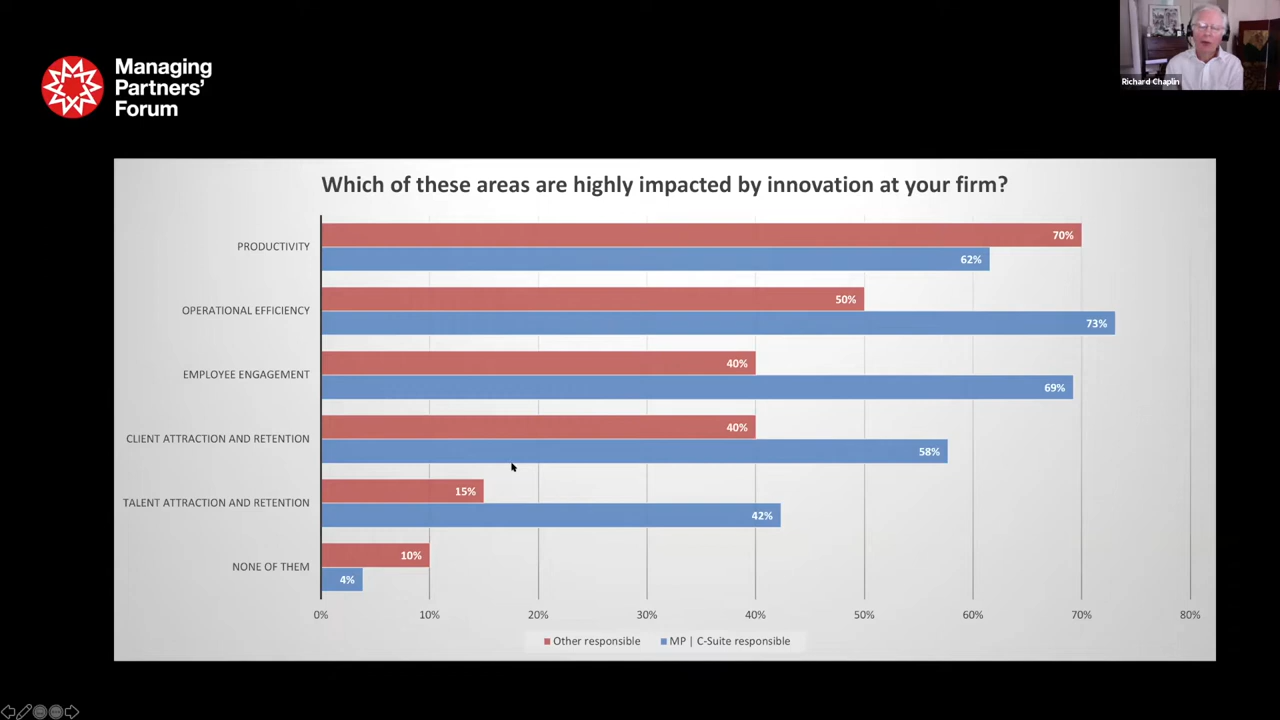 Managing
Partners'
Forum
Richard Chaplin
Which of these areas are highly impacted by innovation at your firm?
PRODUCTIVITY
70%
62%
OPERATIONAL EFFICIENCY
50%
73%
EMPLOYEE ENGAGEMENT
40%
69%
CLIENT ATTRACTION AND RETENTION
40%
58%
TALENT ATTRACTION AND RETENTION
15%
42%
NONE OF THEM
10%
4%
0% 10% 20% 30% 40% 50% 60% 70% 80%
Other responsible MP | C-Suite responsible